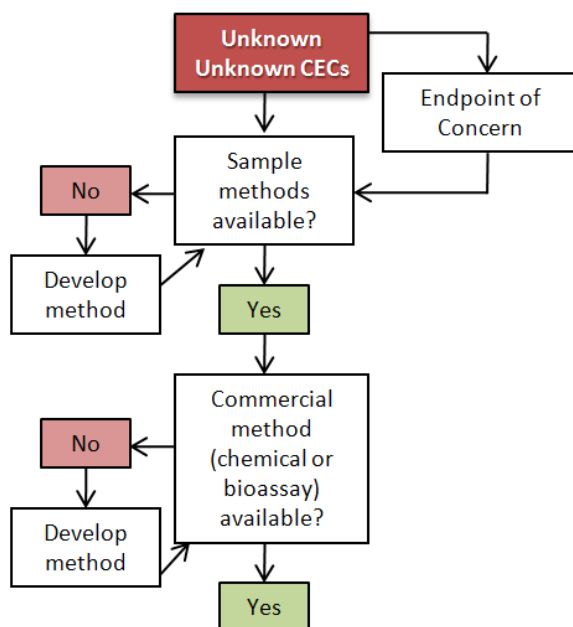 Unknown
Unknown CECs
Endpoint of
Concern
Sample
methods
available?
No
Develop
method
Yes
Commercial
method
(chemical or
bioassay)
available?
No
Develop
method
Yes